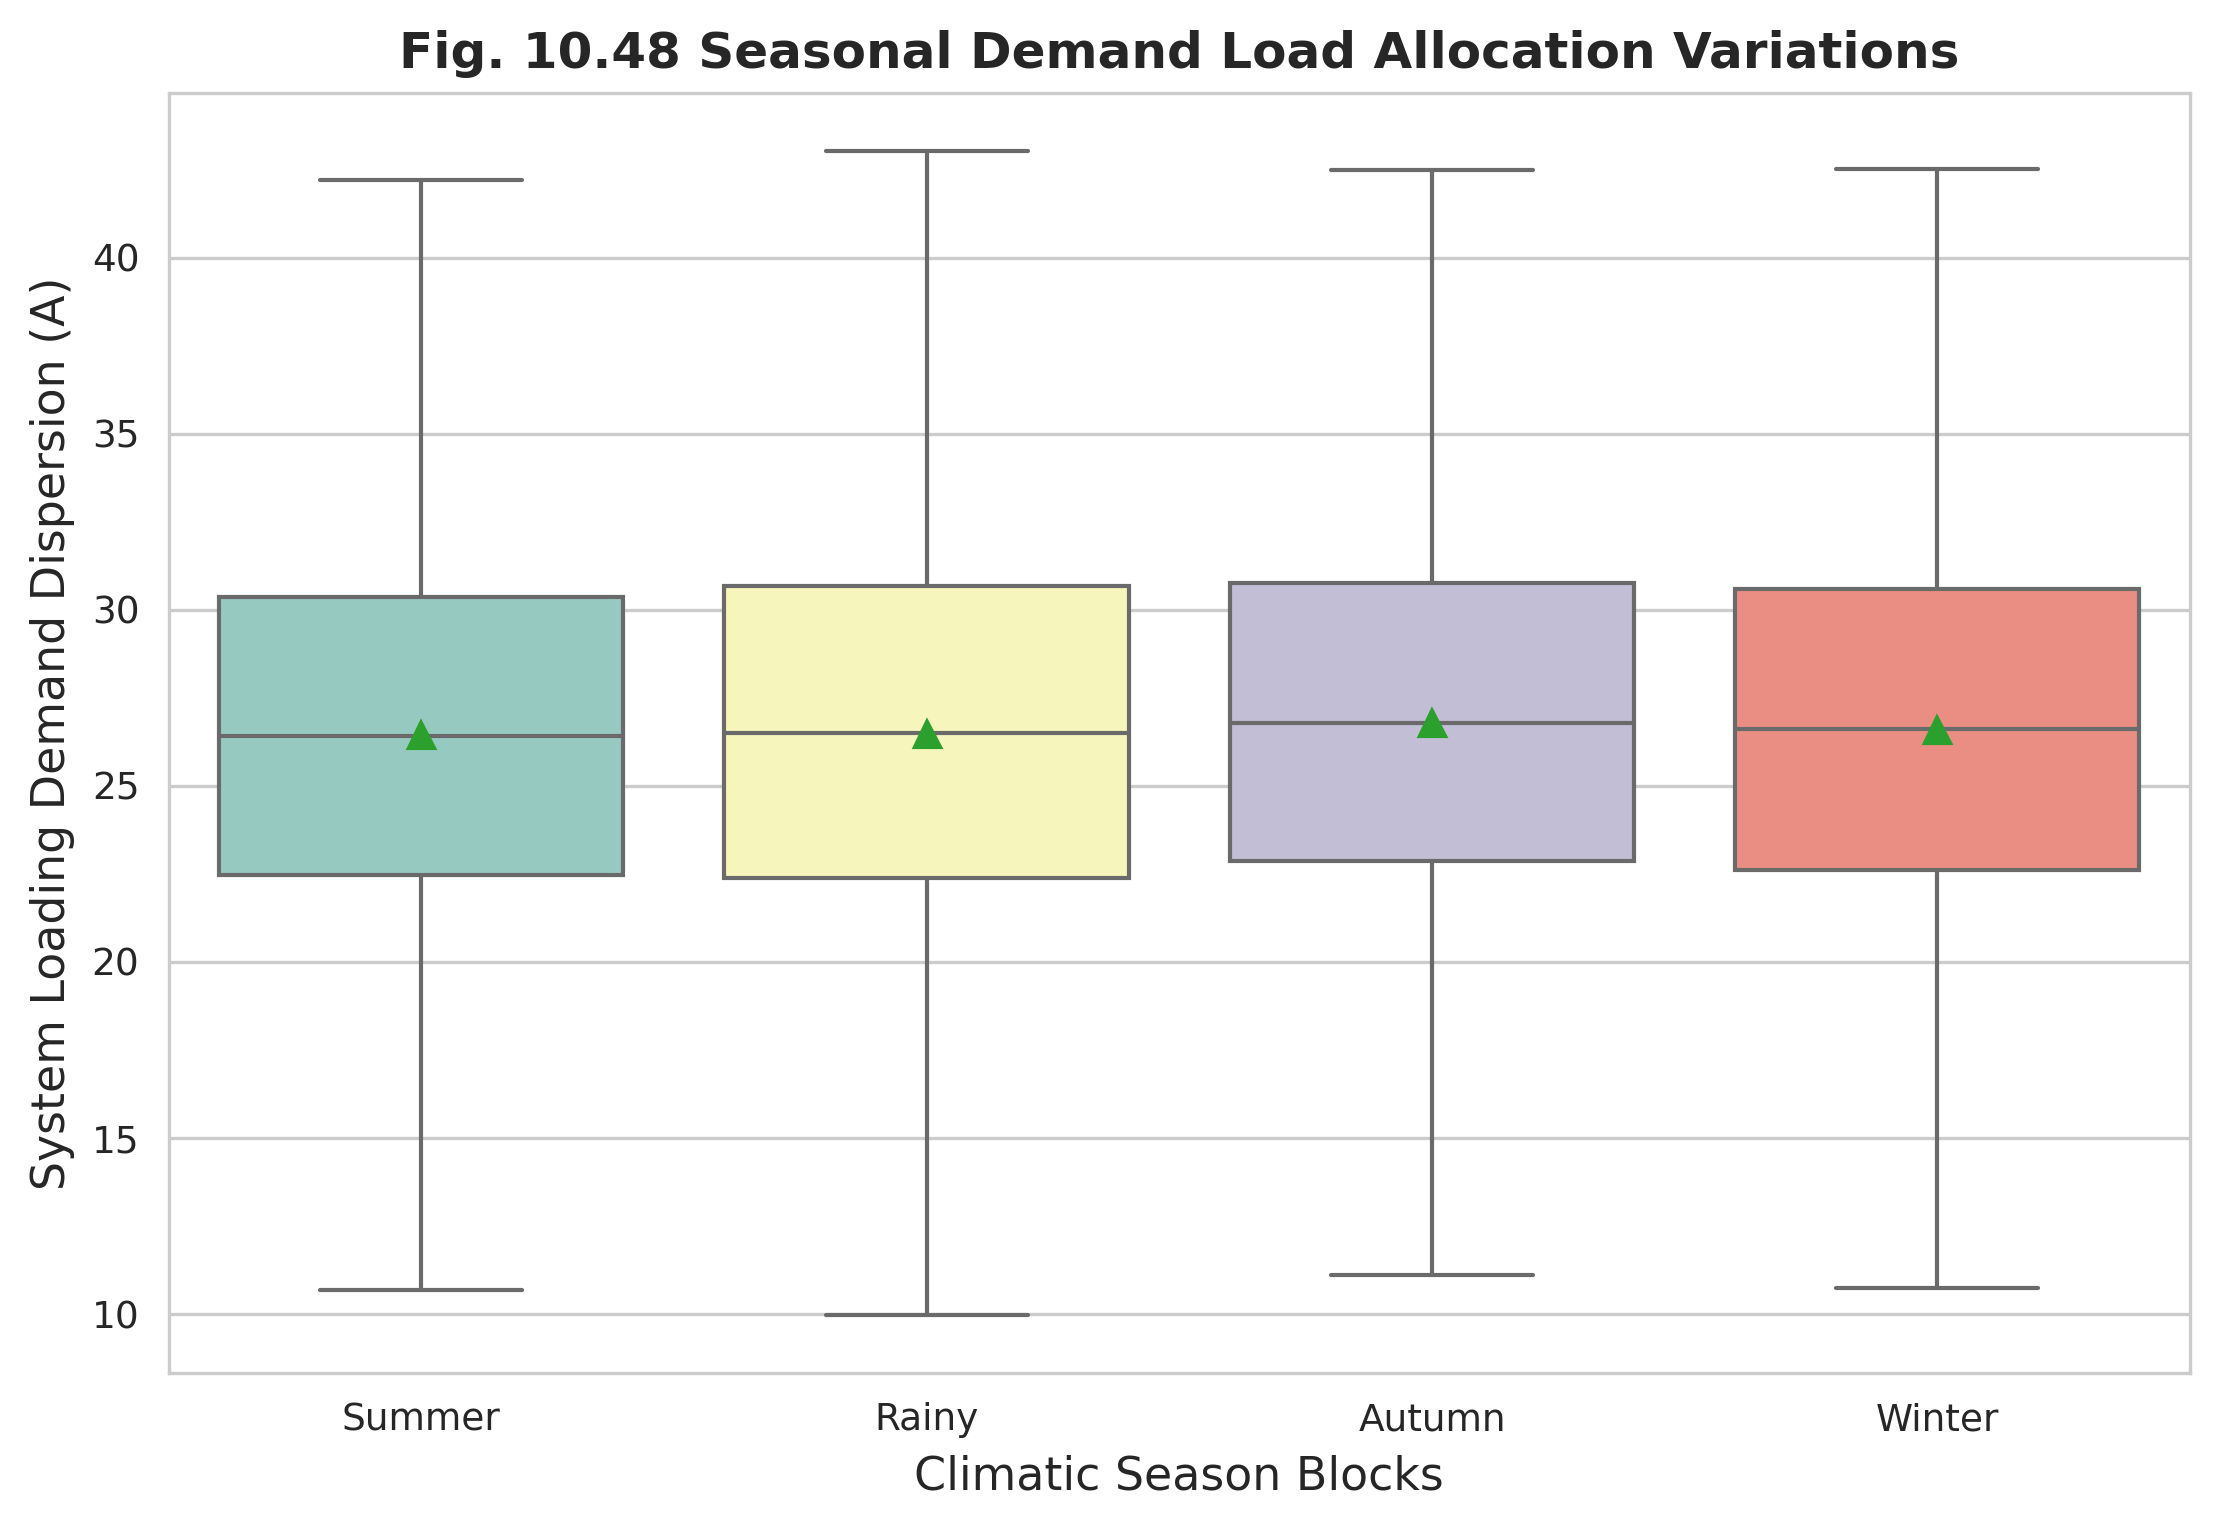 Fig. 10.48 Seasonal Demand Load Allocation Variations
System Loading Demand Dispersion (A)
40
35
30
25
20
15
10
Summer
Rainy
Autumn
Winter
Climatic Season Blocks